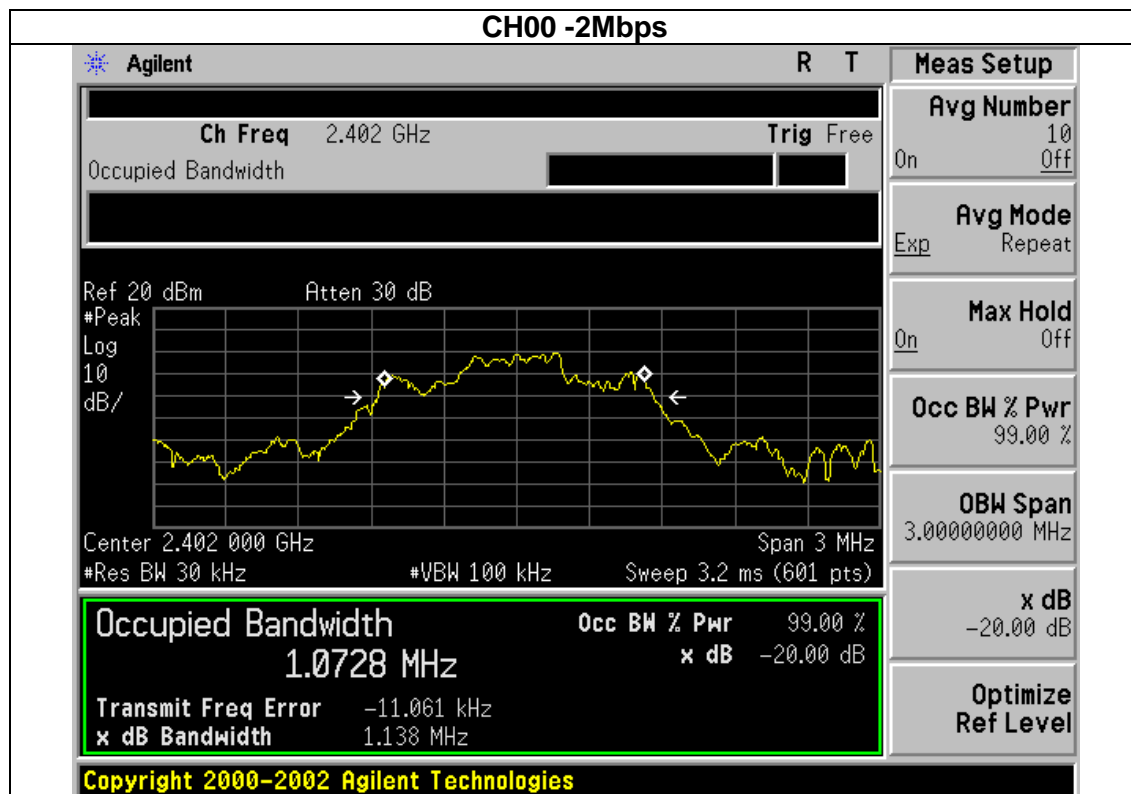 CH00 -2Mbps
Agilent R T
Ch Freq 2.402 GHz Trig Free
Occupied Bandwidth
Ref 20 dBm Atten 30 dB
#Peak
Log
10
dB/
Center 2.402 000 GHz Span 3 MHz
#Res BW 30 kHz #VBW 100 kHz Sweep 3.2 ms (601 pts)
Occupied Bandwidth Occ BW % Pwr 99.00 %
1.0728 MHz x dB -20.00 dB
Transmit Freq Error -11.061 kHz
x dB Bandwidth 1.138 MHz
Copyright 2000-2002 Agilent Technologies
Meas Setup
Avg Number
10
On Off
Avg Mode
Exp Repeat
Max Hold
On Off
Occ BW % Pwr
99.00 %
OBW Span
3.00000000 MHz
x dB
-20.00 dB
Optimize
Ref Level